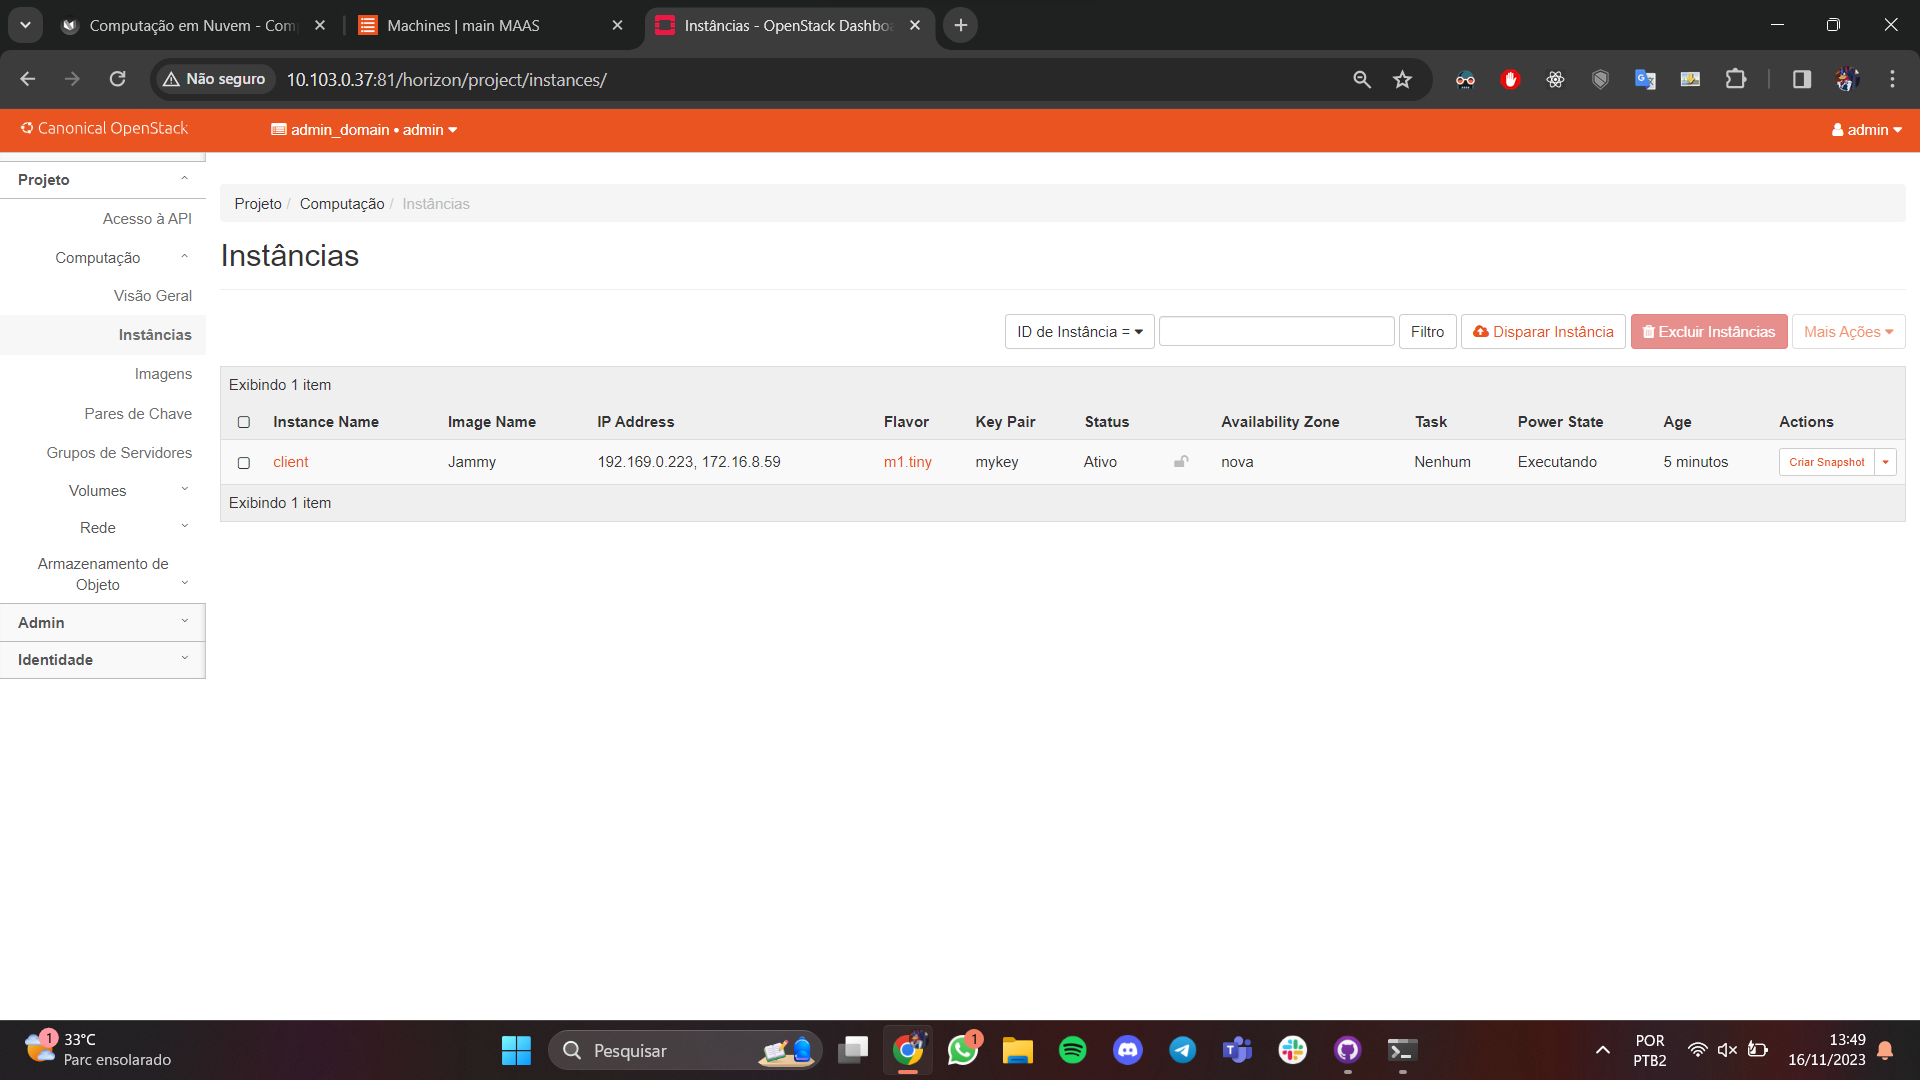 Computação em Nuvem - Com
Machines | main MAAS
Instâncias - OpenStack Dashbo
Não seguro
10.103.0.37:81/horizon/project/instances/
Canonical OpenStack
admin_domain • admin
admin
Projeto
Acesso à API
Computação
Visão Geral
Instâncias
Imagens
Pares de Chave
Grupos de Servidores
Volumes
Rede
Armazenamento de
Objeto
Admin
Identidade
Projeto / Computação / Instâncias
Instâncias
ID de Instância = Filtro Disparar Instância Excluir Instâncias Mais Ações
Exibindo 1 item
Instance Name Image Name IP Address Flavor Key Pair Status Availability Zone Task Power State Age Actions
client Jammy 192.169.0.223, 172.16.8.59 m1.tiny mykey Ativo nova Nenhum Executando 5 minutos Criar Snapshot
Exibindo 1 item
1
33°C
Parc ensolarado
Pesquisar
1
POR
PTB2
13:49
16/11/2023